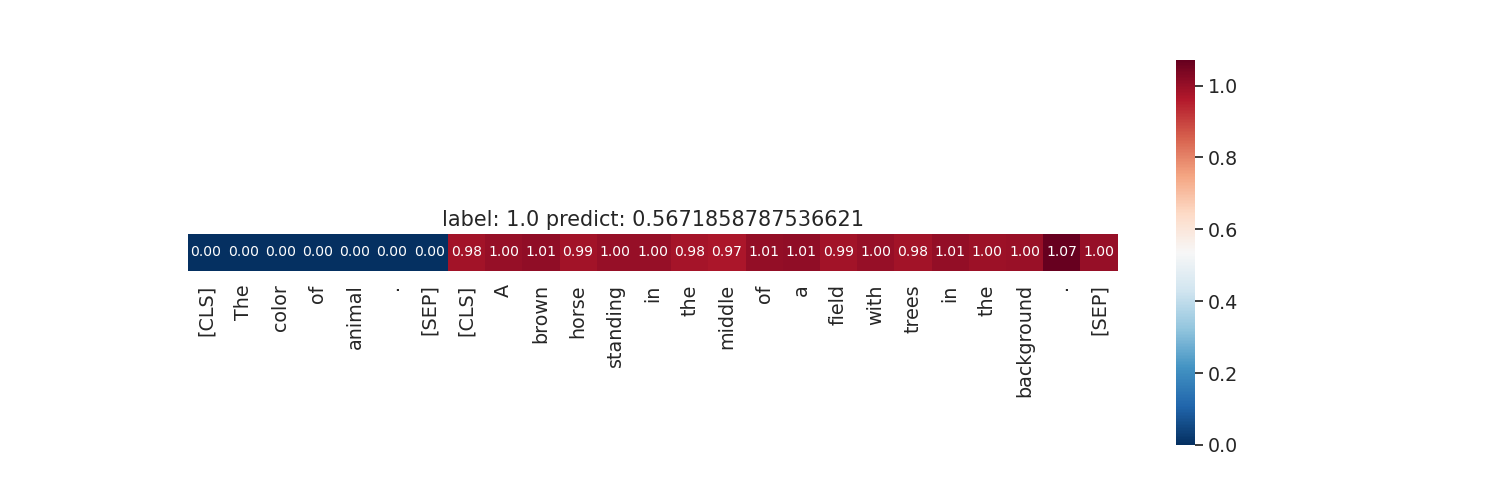 label: 1.0 predict: 0.5671858787536621
0.00 0.00 0.00 0.00 0.00 0.00 0.00 0.98 1.00 1.01 0.99 1.00 1.00 0.98 0.97 1.01 1.01 0.99 1.00 0.98 1.01 1.00 1.00 1.07 1.00
[CLS] The color of animal . [SEP] [CLS] A brown horse standing in the middle of a field with trees in the background . [SEP]
1.0
0.8
0.6
0.4
0.2
0.0